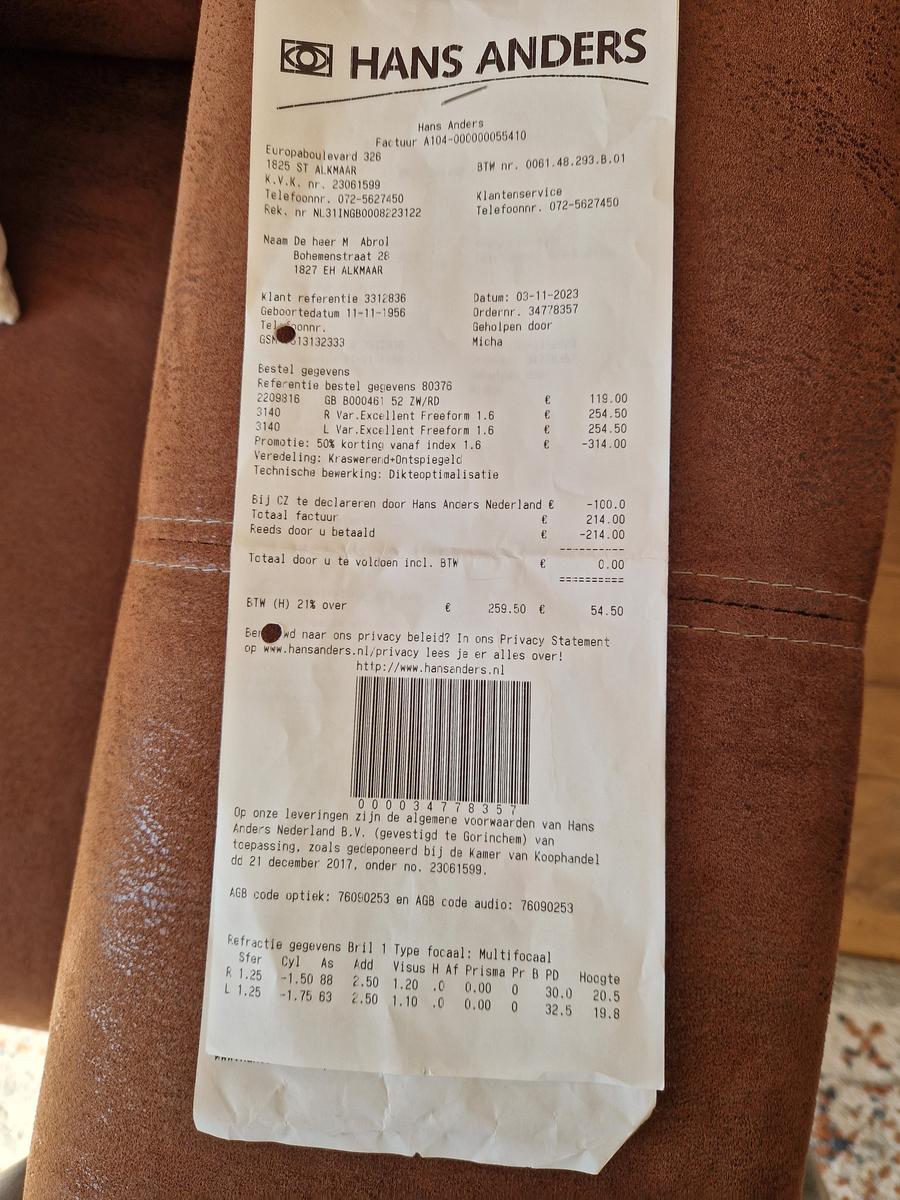 HANS ANDERS
Hans Anders
Factuur A104-000000055410
Europaboulevard 326
1825 ST ALKMAAR
BTW nr. 0061.48.293.B.01
K.V.K. nr. 23061599
Telefoonnr. 072-5627450
Klantenservice
Rek. nr NL31INGB0008223122
Telefoonnr. 072-5627450
Naam De heer M Abrol
Bohemenstraat 28
1827 EH ALKMAAR
Klant referentie 3312836 Datum: 03-11-2023
Geboortedatum 11-11-1956 Ordernr. 34778357
Geholpen door
313132333 Micha
Bestel gegevens
Referentie bestel gegevens 80376
2209816 GB B000461 52 ZW/RD € 119.00
3140 R Var.Excellent Freeform 1.6 € 254.50
3140 L Var.Excellent Freeform 1.6 € 254.50
Promotie: 50% korting vanaf index 1.6 € -314.00
Veredeling: Kraswerend+Ontspiegeld
Technische bewerking: Dikteoptimalisatie
Bij CZ te declareren door Hans Anders Nederland € -100.0
Totaal factuur € 214.00
Reeds door u betaald € -214.00
----------
Totaal door u te voldoen incl. BTW € 0.00
==========
BTW (H) 21% over € 259.50 € 54.50
naar ons privacy beleid? In ons Privacy Statement
op www.hansanders.nl/privacy lees je er alles over!
http://www.hansanders.nl
000034778357
Op onze leveringen zijn de algemene voorwaarden van Hans
Anders Nederland B.V. (gevestigd te Gorinchem) van
toepassing, zoals gedeponeerd bij de Kamer van Koophandel
dd 21 december 2017, onder no. 23061599.
AGB code optiek: 76090253 en AGB code audio: 76090253
Refractie gegevens Bril 1 Type focaal: Multifocaal
Sfer Cyl As Add Visus H Af Prisma Pr B PD Hoogte
R 1.25 -1.50 88 2.50 1.20 .0 0.00 0 30.0 20.5
L 1.25 -1.75 63 2.50 1.10 .0 0.00 0 32.5 19.8